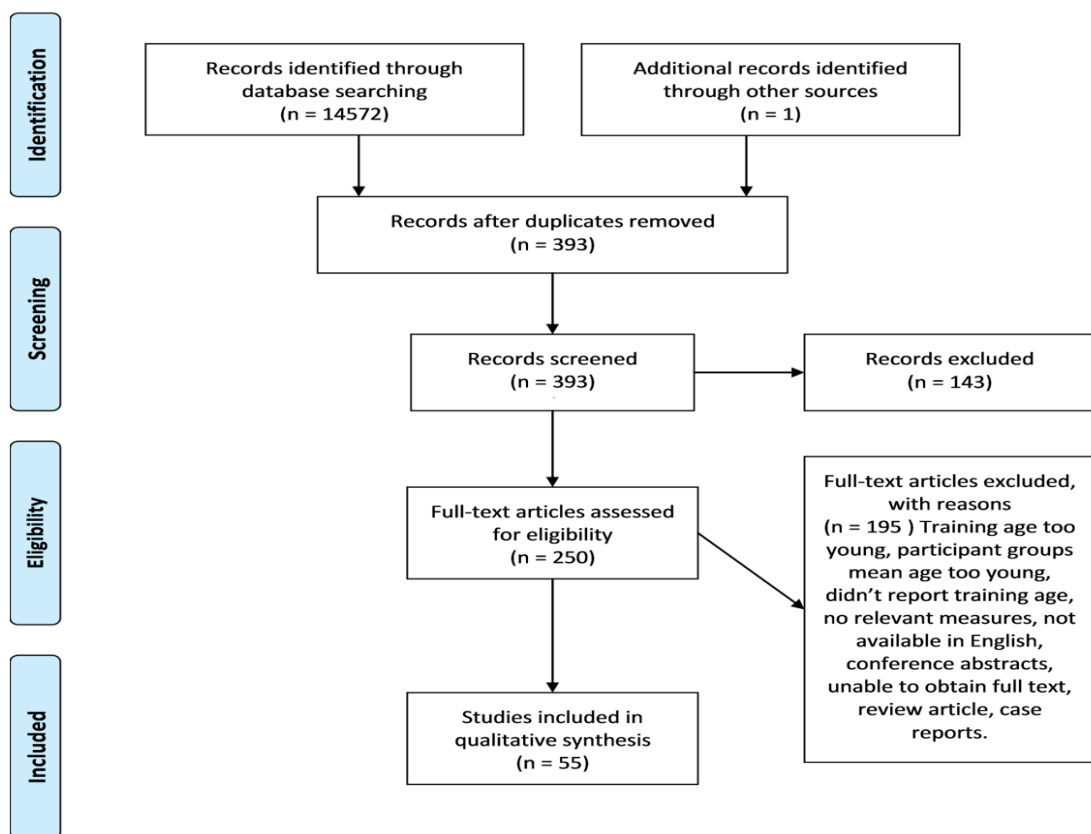 Identification
Records identified through
database searching
(n = 14572)
Additional records identified
through other sources
(n = 1)
Records after duplicates removed
(n = 393)
Screening
Records screened
(n = 393)
Records excluded
(n = 143)
Eligibility
Full-text articles assessed
for eligibility
(n = 250)
Full-text articles excluded,
with reasons
(n = 195 ) Training age too
young, participant groups
mean age too young,
didn’t report training age,
no relevant measures, not
available in English,
conference abstracts,
unable to obtain full text,
review article, case
reports.
Included
Studies included in
qualitative synthesis
(n = 55)